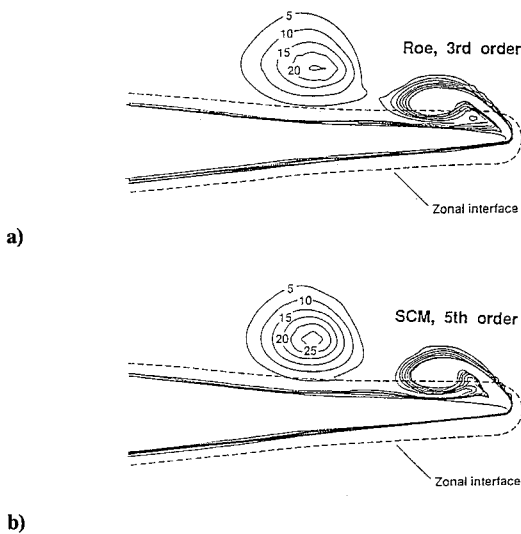 5
10
15
20
Roe, 3rd order
Zonal interface
a)
5
10
15
20
25
SCM, 5th order
Zonal interface
b)